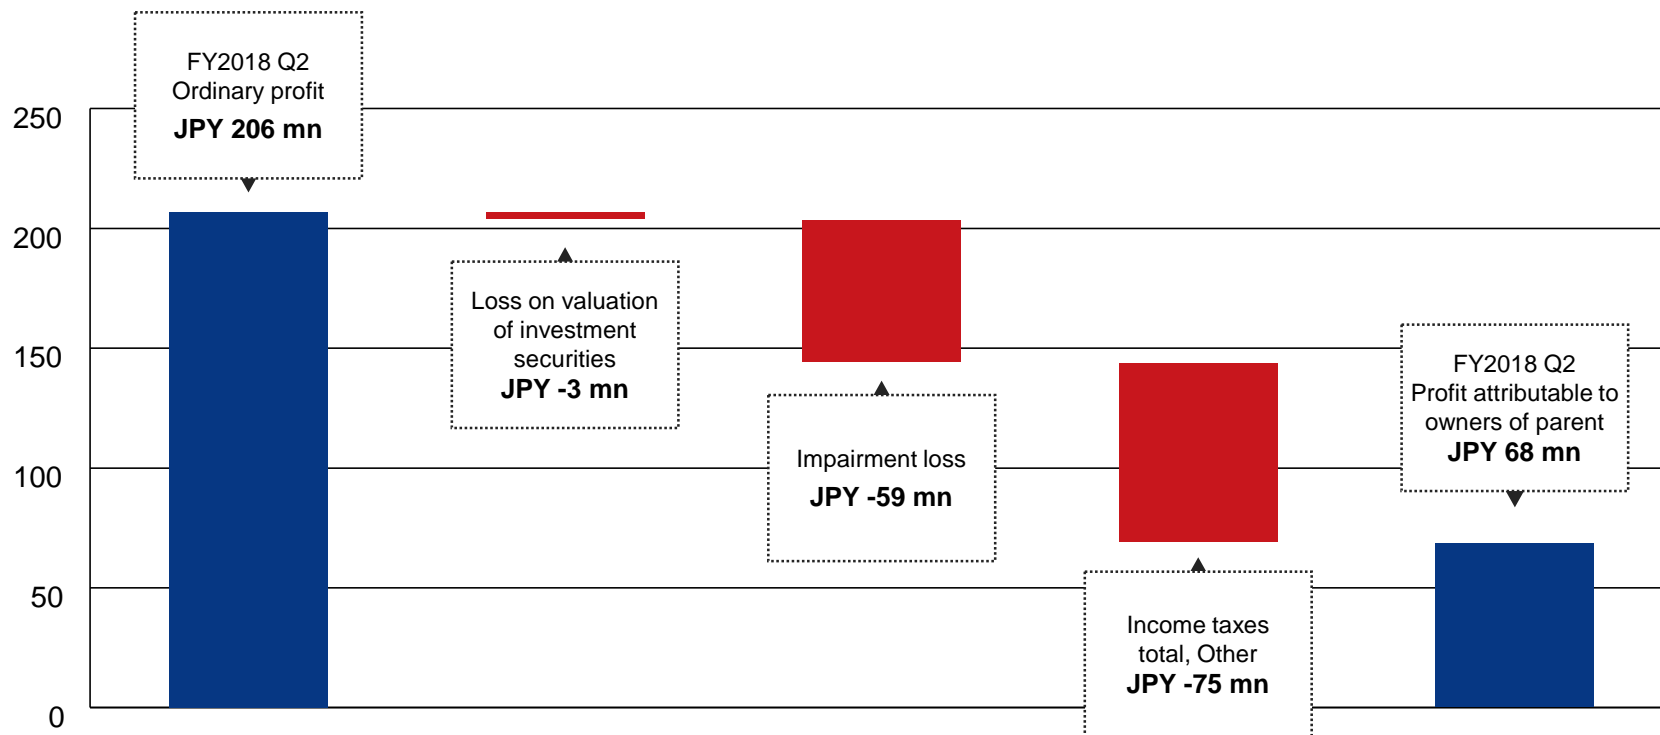 FY2018 Q2
Ordinary profit
JPY 206 mn
250
200
150
100
50
0
Loss on valuation
of investment
securities
JPY -3 mn
Impairment loss
JPY -59 mn
Income taxes
total, Other
JPY -75 mn
FY2018 Q2
Profit attributable to
owners of parent
JPY 68 mn